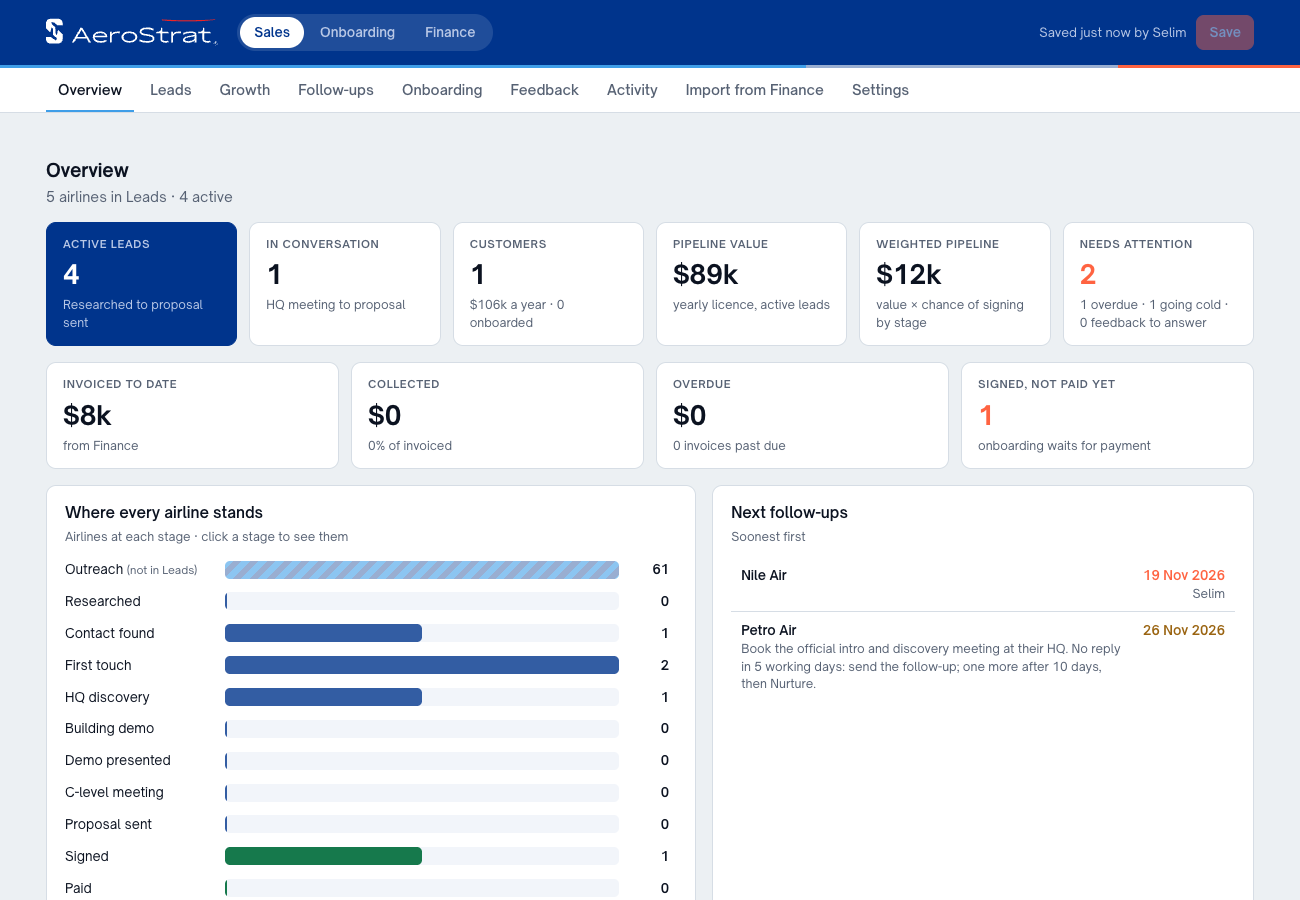 AeroStrat.
Sales
Onboarding
Finance
Saved just now by Selim
Save
Overview
Leads
Growth
Follow-ups
Onboarding
Feedback
Activity
Import from Finance
Settings
Overview
5 airlines in Leads · 4 active
ACTIVE LEADS
4
Researched to proposal
sent
IN CONVERSATION
1
HQ meeting to proposal
CUSTOMERS
1
$106k a year · 0
onboarded
PIPELINE VALUE
$89k
yearly licence, active leads
WEIGHTED PIPELINE
$12k
value × chance of signing
by stage
NEEDS ATTENTION
2
1 overdue · 1 going cold ·
0 feedback to answer
INVOICED TO DATE
$8k
from Finance
COLLECTED
$0
0% of invoiced
OVERDUE
$0
0 invoices past due
SIGNED, NOT PAID YET
1
onboarding waits for payment
Where every airline stands
Airlines at each stage · click a stage to see them
Outreach (not in Leads) 61
Researched 0
Contact found 1
First touch 2
HQ discovery 1
Building demo 0
Demo presented 0
C-level meeting 0
Proposal sent 0
Signed 1
Paid 0
Next follow-ups
Soonest first
Nile Air 19 Nov 2026
Selim
Petro Air 26 Nov 2026
Book the official intro and discovery meeting at their HQ. No reply
in 5 working days: send the follow-up; one more after 10 days,
then Nurture.